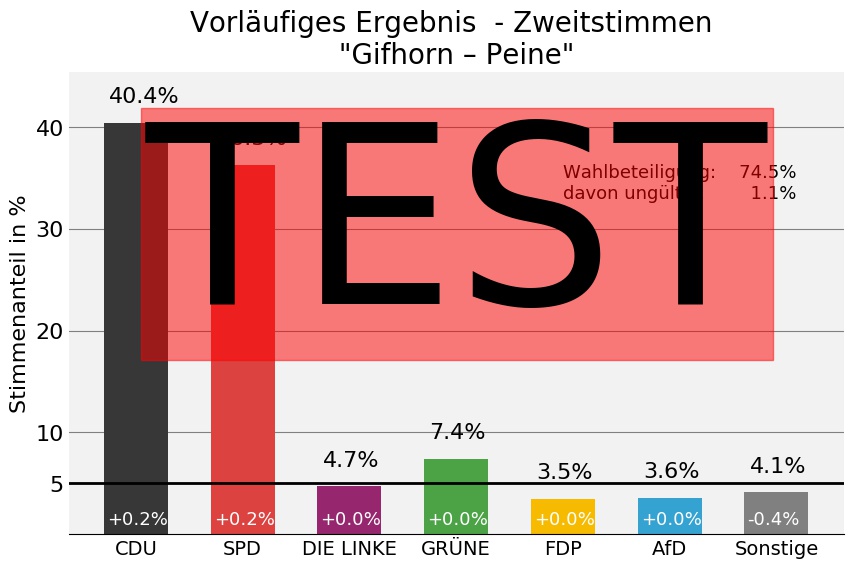 Vorläufiges Ergebnis - Zweitstimmen
"Gifhorn – Peine"
40.4%
TEST
Wahlbeteiligung: 74.5%
davon 1.1%
Stimmenanteil in %
40
30
20
10
5
4.7%
7.4%
3.5%
3.6%
4.1%
+0.2%
+0.2%
+0.0%
+0.0%
+0.0%
+0.0%
-0.4%
CDU
SPD
DIE LINKE
GRÜNE
FDP
AfD
Sonstige